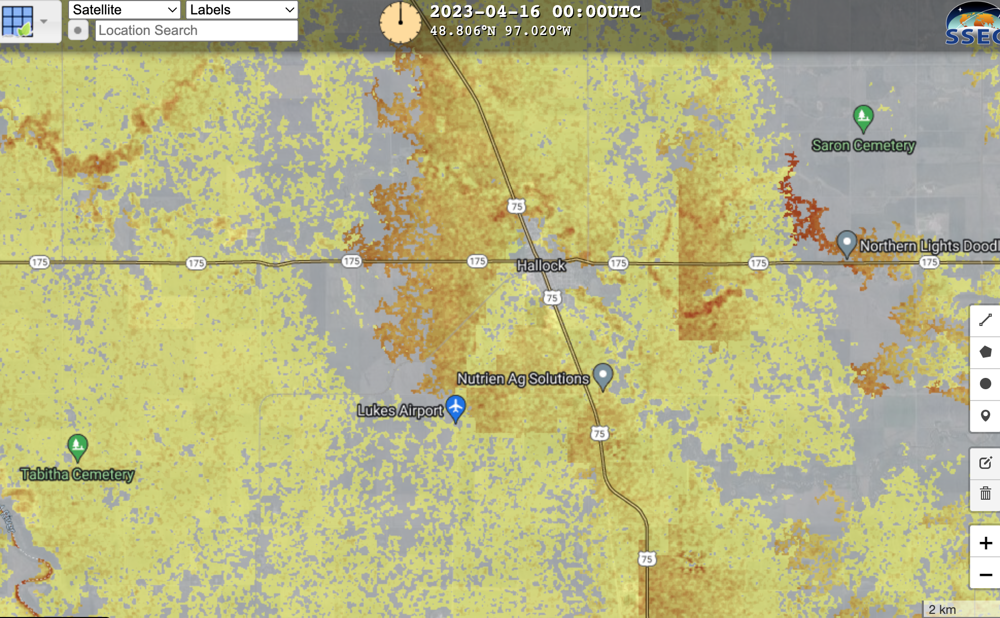 Satellite
Labels
2023-04-16 00:00UTC
Location Search
48.806°N 97.020°W
SSEC
Saron Cemetery
75
Northern Lights Doodl
175
175
175
175
Hallock
175
175
175
75
Nutrien Ag Solutions
Lukes Airport
75
Tabitha Cemetery
River
75
+
−
2 km